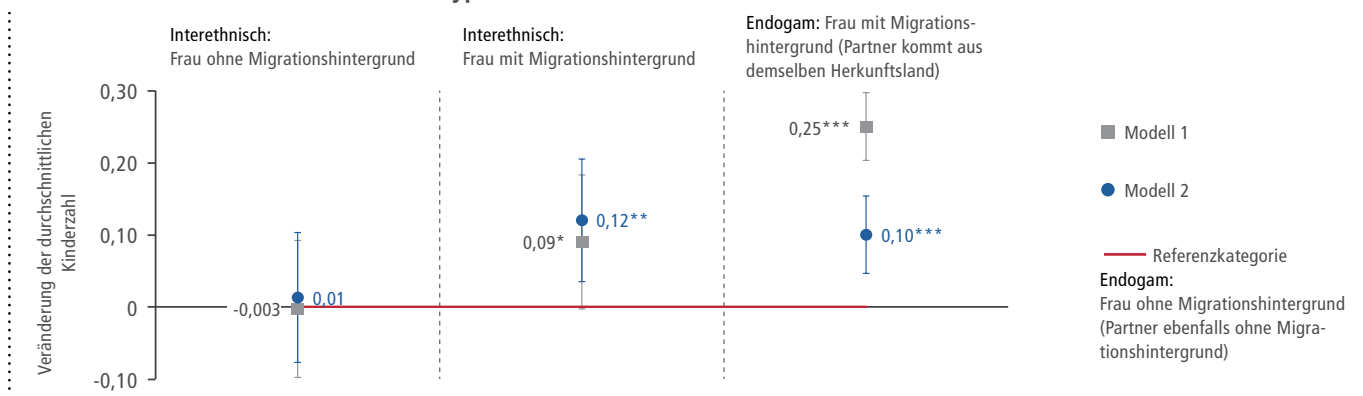 Interethnisch:
Frau ohne Migrationshintergrund
Interethnisch:
Frau mit Migrationshintergrund
Endogam: Frau mit Migrations-
hintergrund (Partner kommt aus
demselben Herkunftsland)
Veränderung der durchschnittlichen
Kinderzahl
0,30
0,20
0,10
0
-0,10
-0,003
0,01
0,09*
0,12**
0,25***
0,10***
Modell 1
Modell 2
Referenzkategorie
Endogam:
Frau ohne Migrationshintergrund
(Partner ebenfalls ohne Migra-
tionshintergrund)